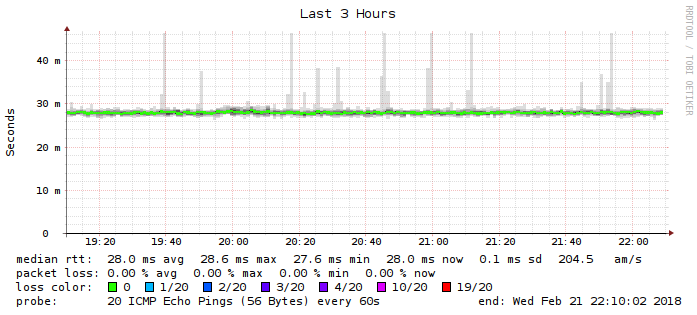 Last 3 Hours
RRDTOOL / TOBI OETIKER
Seconds
40 m
30 m
20 m
10 m
0
19:20 19:40 20:00 20:20 20:40 21:00 21:20 21:40 22:00
median rtt: 28.0 ms avg 28.6 ms max 27.6 ms min 28.0 ms now 0.1 ms sd 204.5 am/s
packet loss: 0.00 % avg 0.00 % max 0.00 % min 0.00 % now
loss color: 0 1/20 2/20 3/20 4/20 10/20 19/20
probe: 20 ICMP Echo Pings (56 Bytes) every 60s end: Wed Feb 21 22:10:02 2018